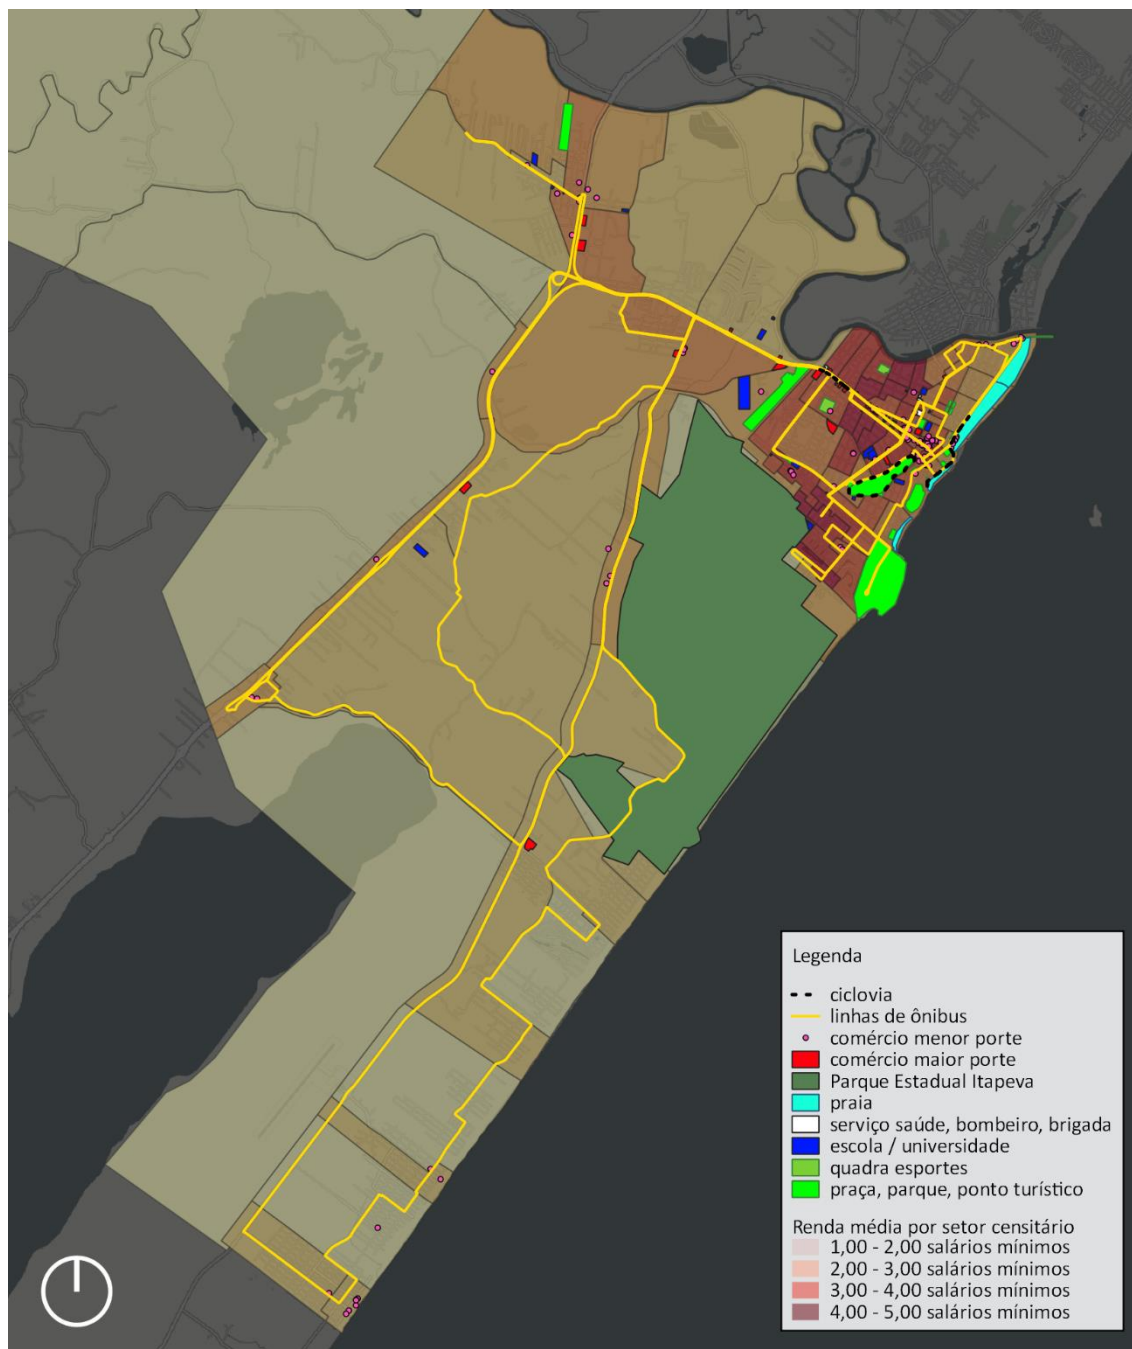 Legenda
ciclovia
linhas de ônibus
comércio menor porte
comércio maior porte
Parque Estadual Itapeva
praia
serviço saúde, bombeiro, brigada
escola / universidade
quadra esportes
praça, parque, ponto turístico
Renda média por setor censitário
1,00 - 2,00 salários mínimos
2,00 - 3,00 salários mínimos
3,00 - 4,00 salários mínimos
4,00 - 5,00 salários mínimos